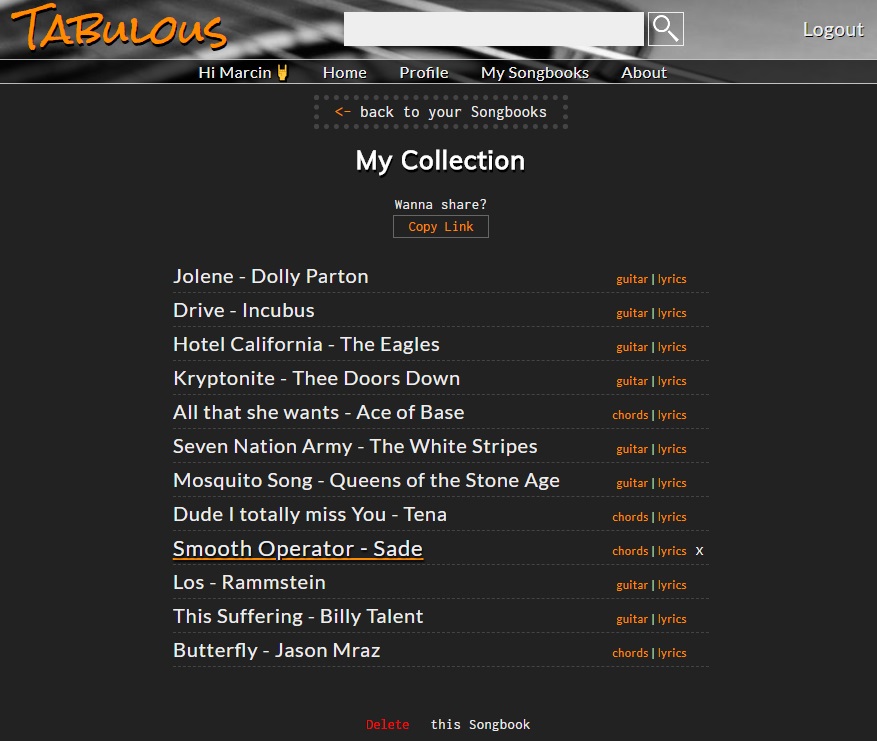 TABULOUS
Logout
Hi Marcin 🤘 Home Profile My Songbooks About
<- back to your Songbooks
My Collection
Wanna share?
Copy Link
Jolene - Dolly Parton guitar | lyrics
Drive - Incubus guitar | lyrics
Hotel California - The Eagles guitar | lyrics
Kryptonite - Thee Doors Down guitar | lyrics
All that she wants - Ace of Base chords | lyrics
Seven Nation Army - The White Stripes guitar | lyrics
Mosquito Song - Queens of the Stone Age guitar | lyrics
Dude I totally miss You - Tena chords | lyrics
Smooth Operator - Sade chords | lyrics x
Los - Rammstein guitar | lyrics
This Suffering - Billy Talent guitar | lyrics
Butterfly - Jason Mraz chords | lyrics
Delete this Songbook